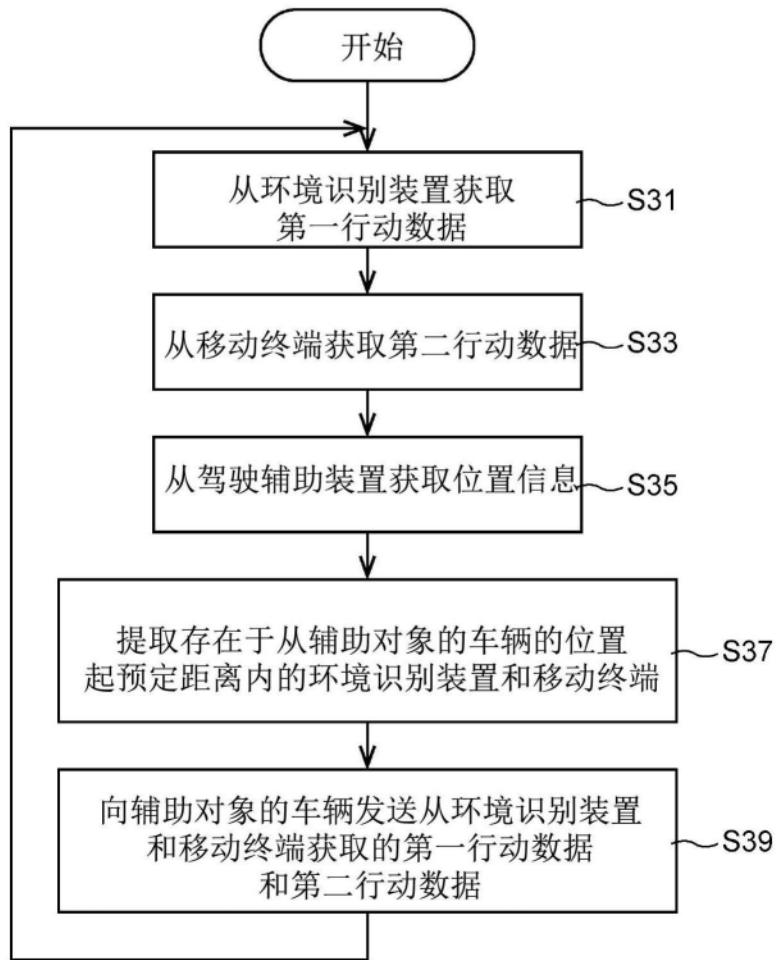 开始
从环境识别装置获取
第一行动数据
S31
从移动终端获取第二行动数据
S33
从驾驶辅助装置获取位置信息
S35
提取存在于从辅助对象的车辆的位置
起预定距离内的环境识别装置和移动终端
S37
向辅助对象的车辆发送从环境识别装置
和移动终端获取的第一行动数据
和第二行动数据
S39